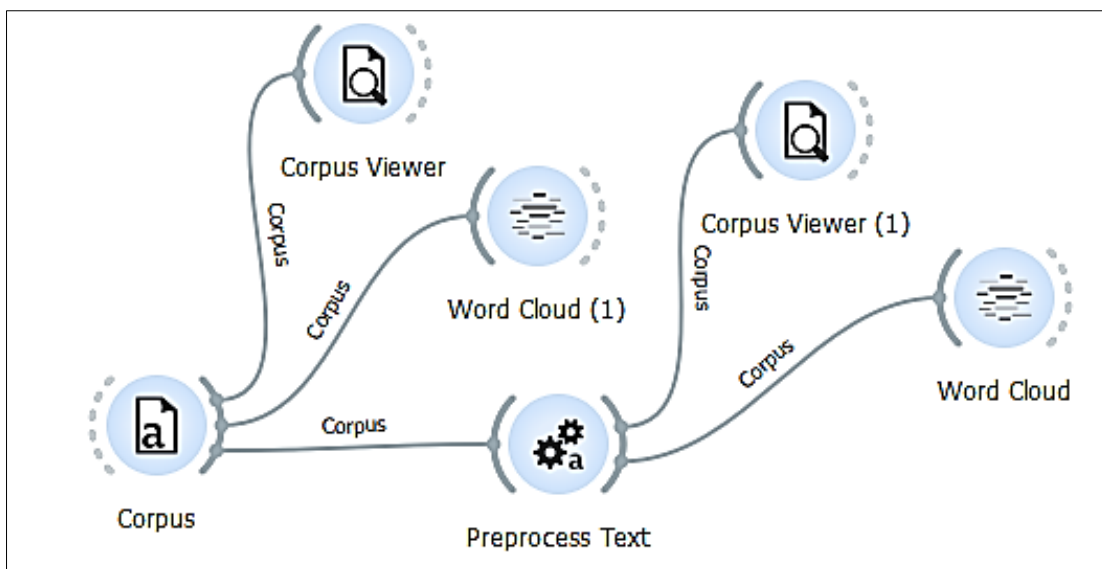 Corpus Viewer
Corpus
Corpus Viewer (1)
Corpus
Word Cloud (1)
Corpus
Word Cloud
Corpus
Corpus
a
Corpus
a
Preprocess Text